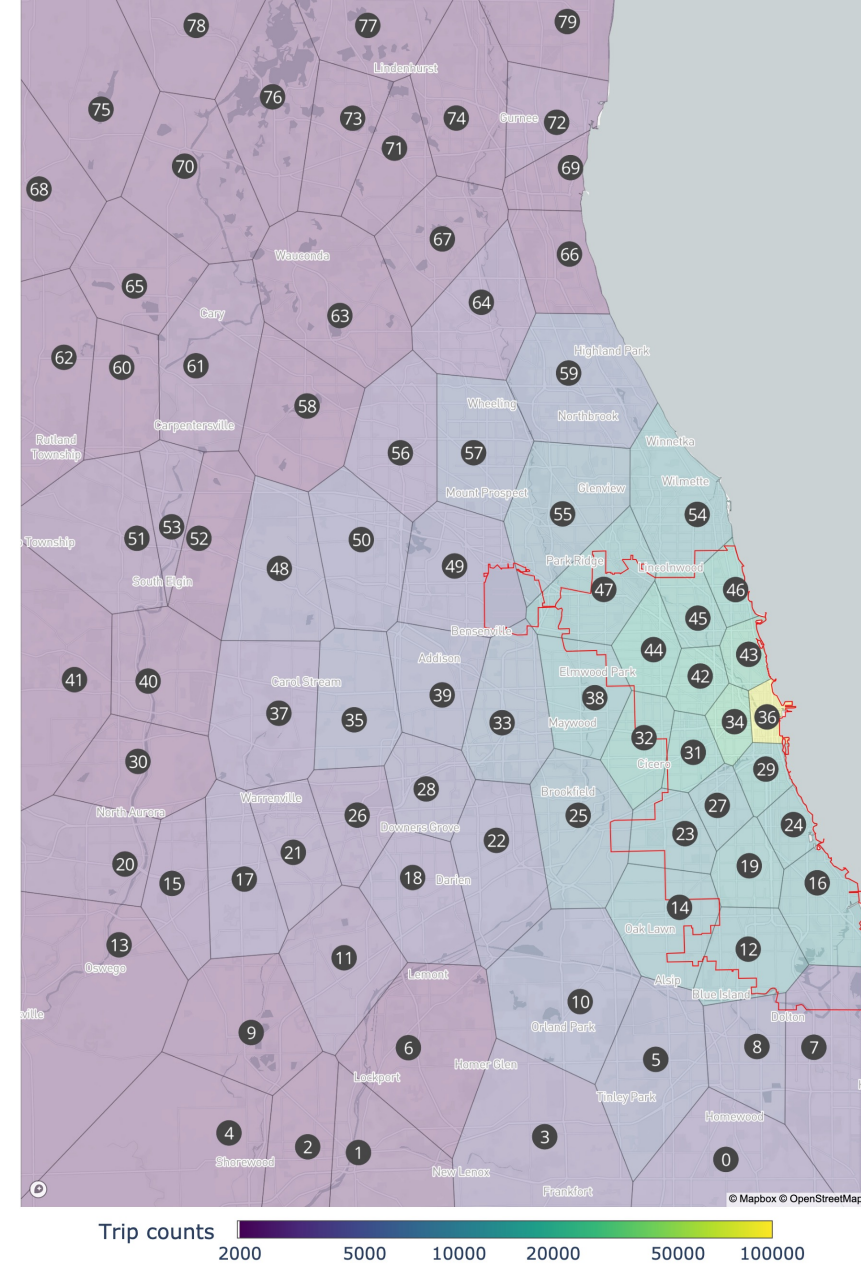 78
77
79
Lindenhurst
76
75
73
74
Gurnee
72
71
70
69
68
67
66
Wauconda
65
64
Cary
63
Highland Park
62
60
61
59
58
Wheeling
Northbrook
Carpentersville
Rutland
Township
56
57
Winnetka
Wilmette
Mount Prospect
Glenview
55
54
51
53
52
Township
50
48
49
Park Ridge
Lincolnwood
South Elgin
47
46
45
Bensenville
44
43
Addison
Elmwood Park
41
40
Carol Stream
42
39
38
37
35
33
Maywood
34
36
32
31
30
Cicero
29
28
Brookfield
Warrenville
27
North Aurora
26
25
24
Downers Grove
23
22
21
20
19
15
17
18
Darien
16
14
13
Oak Lawn
12
Oswego
11
Lemont
Alsip
Blue Island
10
ville
Dolton
Orland Park
9
6
8
7
5
Homer Glen
Lockport
Tinley Park
Homewood
4
3
2
1
0
Shorewood
New Lenox
Frankfort
© Mapbox © OpenStreetMap
Trip counts
2000 5000 10000 20000 50000 100000